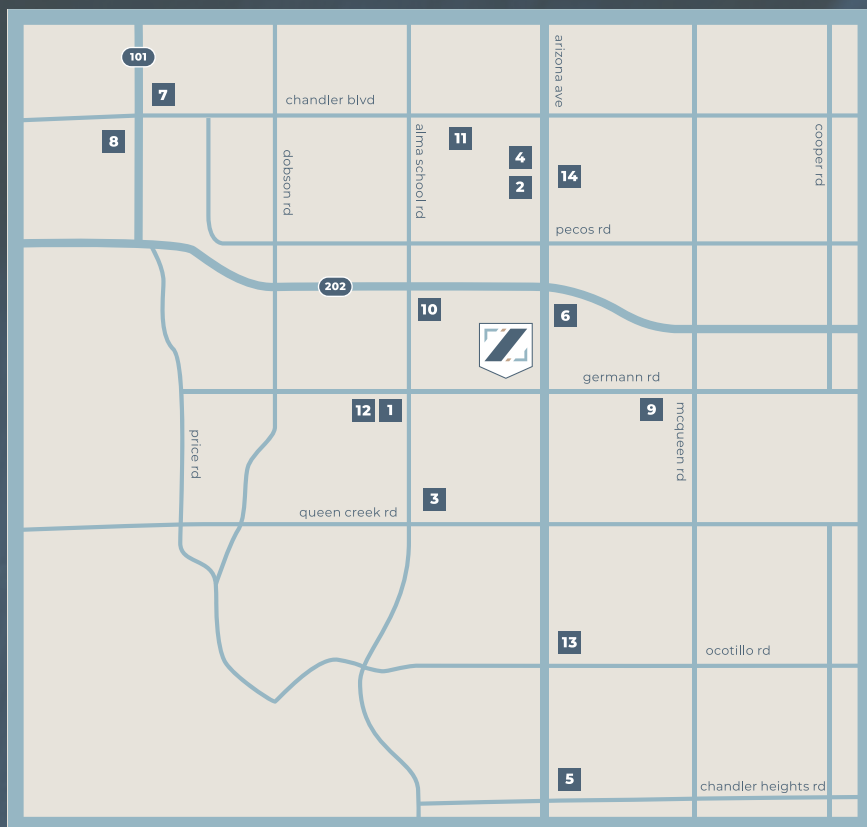 arizona ave
101
7
chandler blvd
8
11
alma school rd
cooper rd
4
dobson rd
2
14
pecos rd
202
10
6
germann rd
12
1
9
mcqueen rd
price rd
3
queen creek rd
13
ocotillo rd
5
chandler heights rd